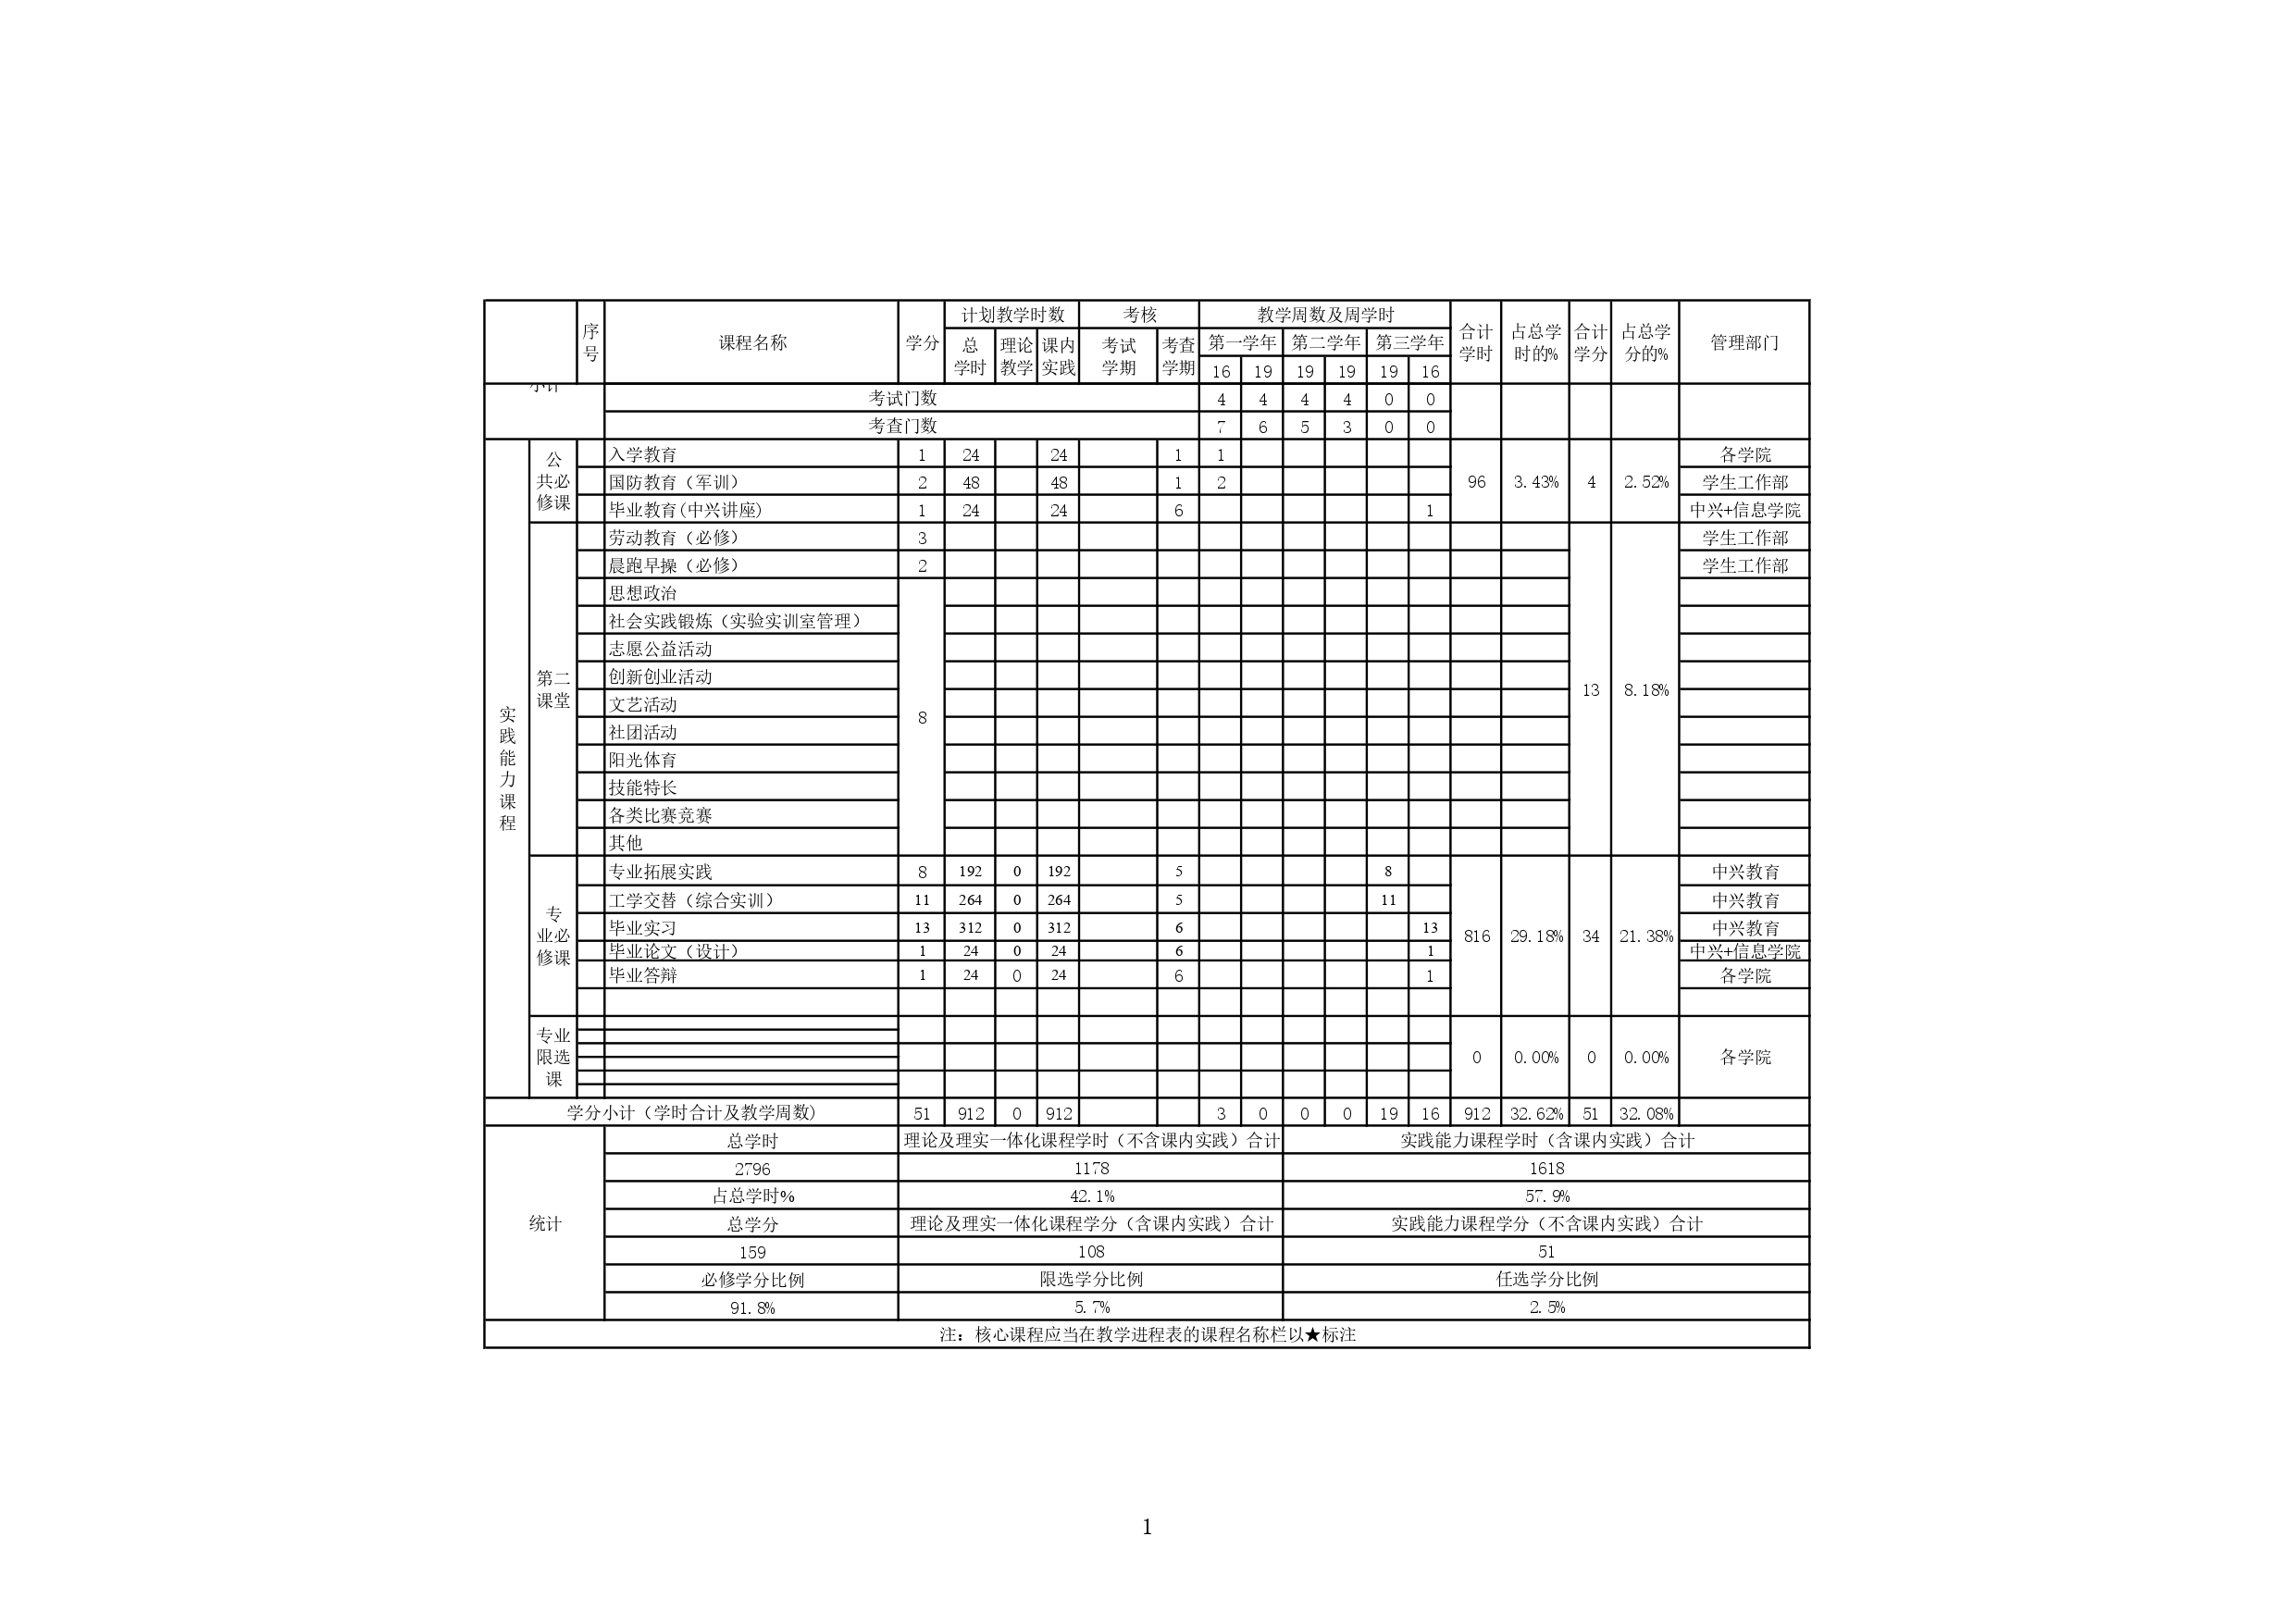 序号 课程名称 学分 计划教学时数 考核 教学周数及周学时 合计学时 占总学时的% 合计学分 占总学分的% 管理部门
总学时 理论教学 课内实践 考试学期 考查学期 第一学年 第二学年 第三学年
16 19 19 19 19 16
小计
考试门数 4 4 4 4 0 0
考查门数 7 6 5 3 0 0
实践能力课程
公共必修课
入学教育 1 24 24 1 1 各学院
国防教育（军训） 2 48 48 1 2 96 3.43% 4 2.52% 学生工作部
毕业教育(中兴讲座) 1 24 24 6 1 中兴+信息学院
第二课堂
劳动教育（必修） 3 学生工作部
晨跑早操（必修） 2 学生工作部
思想政治
社会实践锻炼（实验实训室管理）
志愿公益活动
创新创业活动
文艺活动 13 8.18%
社团活动 8
阳光体育
技能特长
各类比赛竞赛
其他
专业必修课
专业拓展实践 8 192 0 192 5 8 中兴教育
工学交替（综合实训） 11 264 0 264 5 11 中兴教育
毕业实习 13 312 0 312 6 13 816 29.18% 34 21.38% 中兴教育
毕业论文（设计） 1 24 0 24 6 1 中兴+信息学院
毕业答辩 1 24 0 24 6 1 各学院
专业限选课 0 0.00% 0 0.00% 各学院
学分小计（学时合计及教学周数） 51 912 0 912 3 0 0 0 19 16 912 32.62% 51 32.08%
统计
总学时 理论及理实一体化课程学时（不含课内实践）合计 实践能力课程学时（含课内实践）合计
2796 1178 1618
占总学时% 42.1% 57.9%
总学分 理论及理实一体化课程学分（含课内实践）合计 实践能力课程学分（不含课内实践）合计
159 108 51
必修学分比例 限选学分比例 任选学分比例
91.8% 5.7% 2.5%
注：核心课程应当在教学进程表的课程名称栏以★标注
1